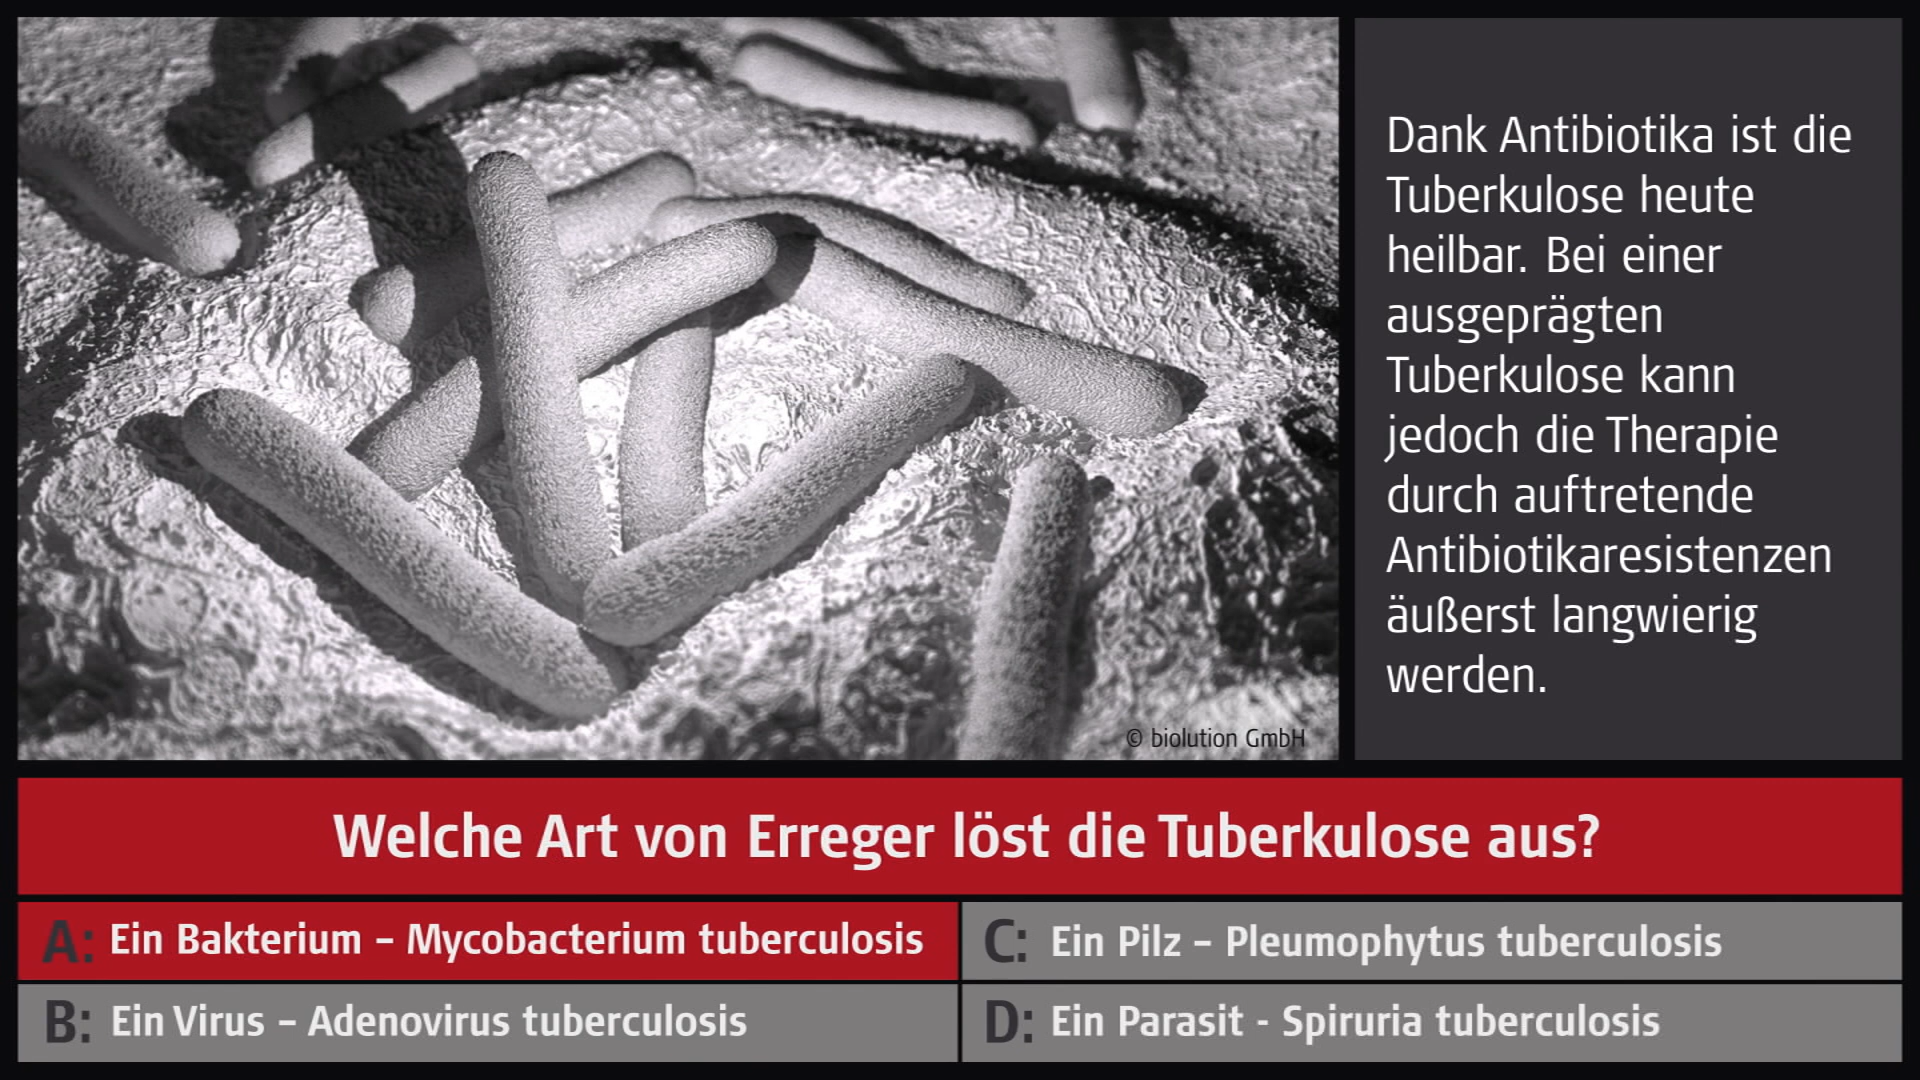 Dank Antibiotika ist die
Tuberkulose heute
heilbar. Bei einer
ausgeprägten
Tuberkulose kann
jedoch die Therapie
durch auftretende
Antibiotikaresistenzen
äußerst langwierig
werden.
© biolution GmbH
Welche Art von Erreger löst die Tuberkulose aus?
A: Ein Bakterium – Mycobacterium tuberculosis
B: Ein Virus – Adenovirus tuberculosis
C: Ein Pilz – Pleumophytus tuberculosis
D: Ein Parasit - Spiruria tuberculosis